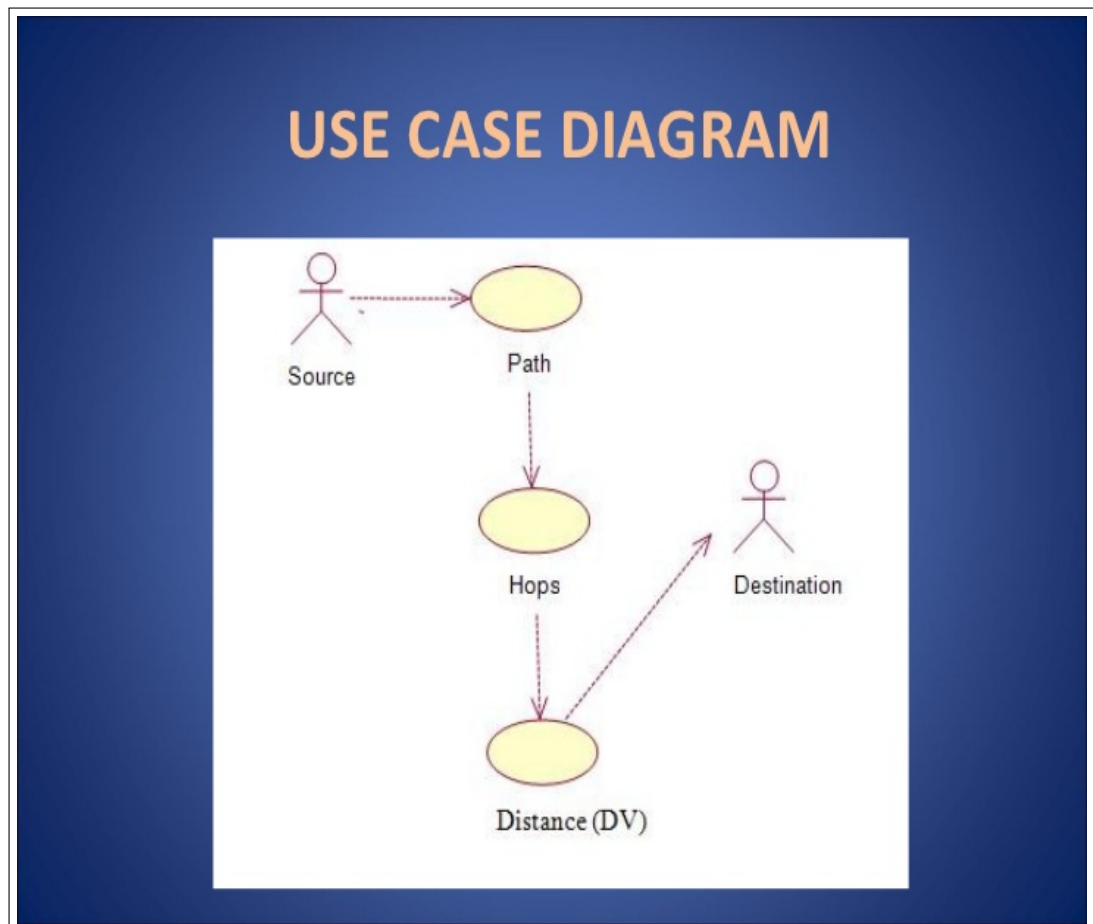 USE CASE DIAGRAM
Source
Path
Hops
Destination
Distance (DV)